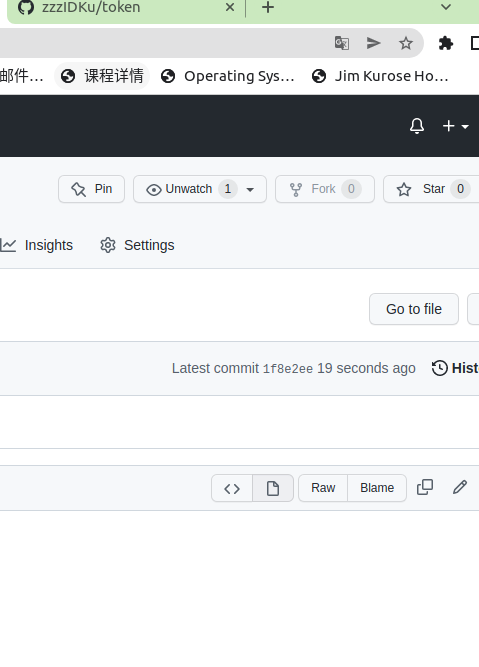 zzzIDKu/token
邮件… 课程详情 Operating Sys… Jim Kurose Ho…
Pin Unwatch 1 Fork 0 Star 0
Insights Settings
Go to file
Latest commit 1f8e2ee 19 seconds ago
Raw Blame